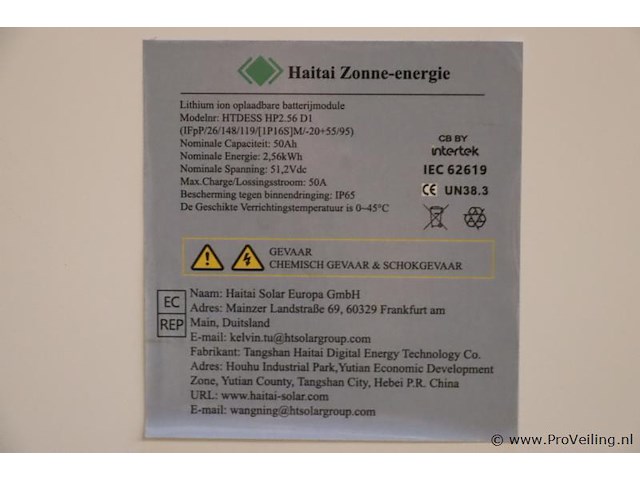 Haitai Zonne-energie
Lithium ion oplaadbare batterijmodule
Modelnr: HTDESS HP2.56 D1
(IFpP/26/148/119/[1P16S]M/-20+55/95)
Nominale Capaciteit: 50Ah
Nominale Energie: 2,56kWh
Nominale Spanning: 51,2Vdc
Max.Charge/Lossingsstroom: 50A
Bescherming tegen binnendringing: IP65
De Geschikte Verrichtingstemperatuur is 0~45°C
CB BY
intertek
IEC 62619
CE UN38.3
GEVAAR
CHEMISCH GEVAAR & SCHOKGEVAAR
EC
REP
Naam: Haitai Solar Europa GmbH
Adres: Mainzer Landstraße 69, 60329 Frankfurt am
Main, Duitsland
E-mail: kelvin.tu@htsolargroup.com
Fabrikant: Tangshan Haitai Digital Energy Technology Co.
Adres: Houhu Industrial Park,Yutian Economic Development
Zone, Yutian County, Tangshan City, Hebei P.R. China
URL: www.haitai-solar.com
E-mail: wangning@htsolargroup.com
© www.ProVeiling.nl